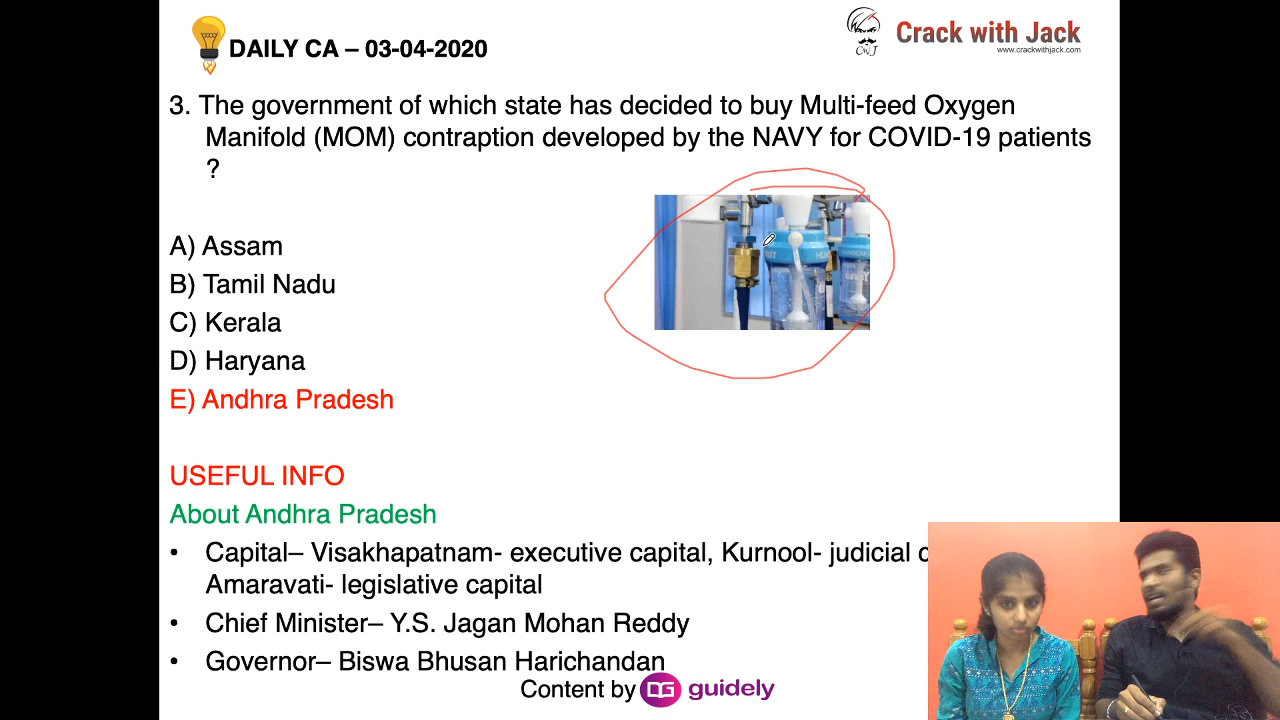 DAILY CA – 03-04-2020
Crack with Jack
www.crackwithjack.com
CwJ
3. The government of which state has decided to buy Multi-feed Oxygen
Manifold (MOM) contraption developed by the NAVY for COVID-19 patients
?
A) Assam
B) Tamil Nadu
C) Kerala
D) Haryana
E) Andhra Pradesh
USEFUL INFO
About Andhra Pradesh
• Capital– Visakhapatnam- executive capital, Kurnool- judicial c
Amaravati- legislative capital
• Chief Minister– Y.S. Jagan Mohan Reddy
• Governor– Biswa Bhusan Harichandan
Content by guidely